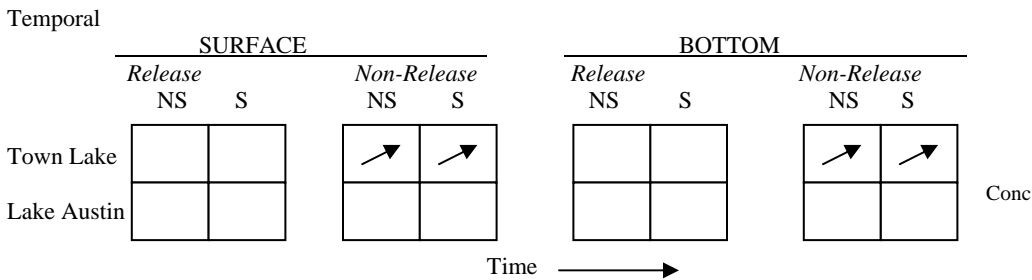 Temporal
SURFACE BOTTOM
Release Non-Release Release Non-Release
NS S NS S NS S NS S
Town Lake
Lake Austin
Conc
Time